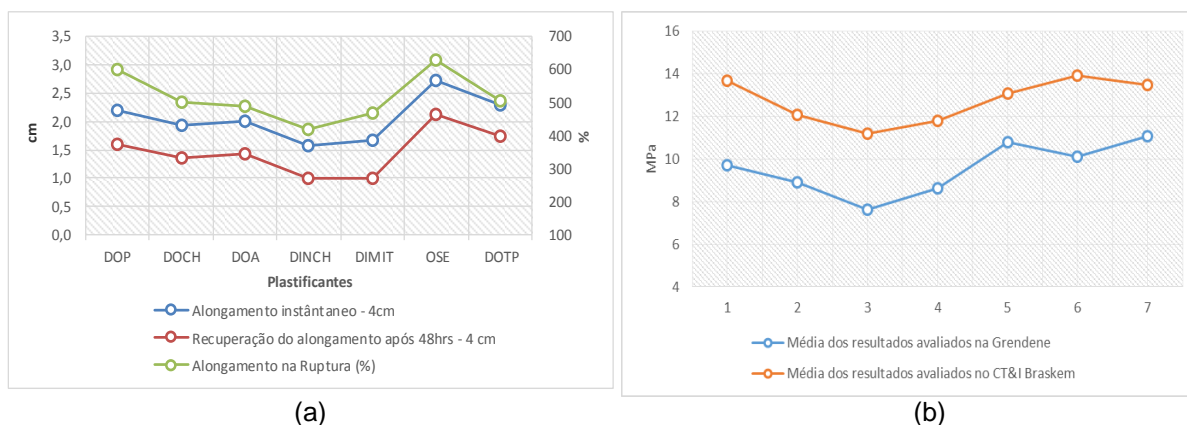 3,5
3,0
2,5
2,0
1,5
1,0
0,5
0,0
cm
700
600
500
400
300
200
100
%
DOP DOCH DOA DINCH DIMIT OSE DOTP
Plastificantes
Alongamento instântaneo - 4cm
Recuperação do alongamento após 48hrs - 4 cm
Alongamento na Ruptura (%)
(a)
16
14
12
10
8
6
4
MPa
1 2 3 4 5 6 7
Média dos resultados avaliados na Grendene
Média dos resultados avaliados no CT&I Braskem
(b)